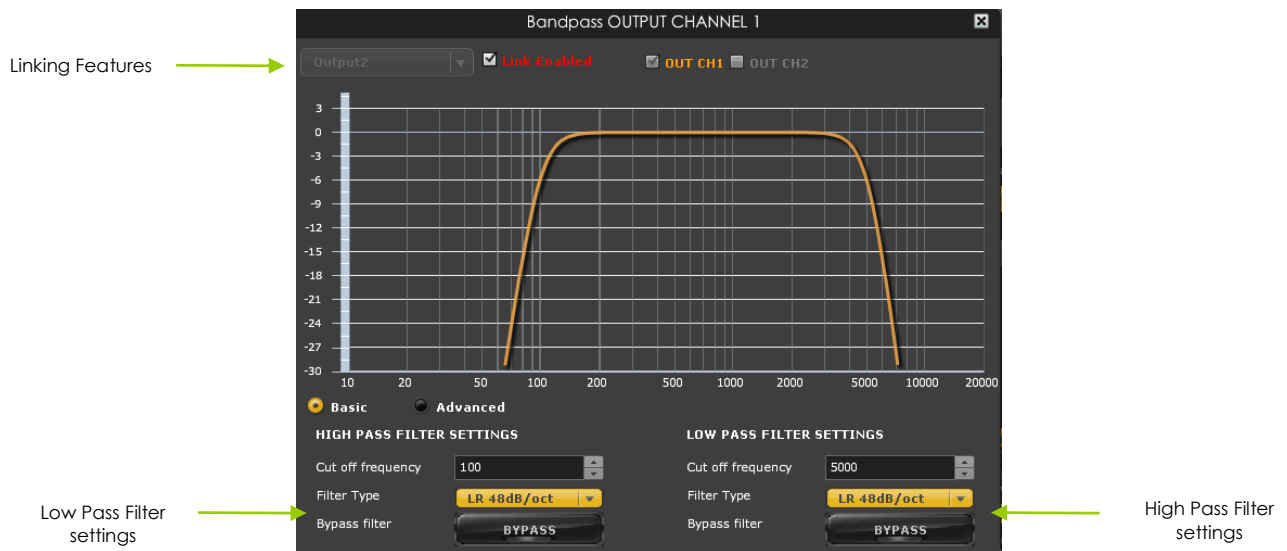 Bandpass OUTPUT CHANNEL 1
Linking Features
Output2
Link Enabled
OUT CH1
OUT CH2
3
0
-3
-6
-9
-12
-15
-18
-21
-24
-27
-30
10 20 50 100 200 500 1000 2000 5000 10000 20000
Basic
Advanced
HIGH PASS FILTER SETTINGS
Cut off frequency 100
Filter Type LR 48dB/oct
Bypass filter BYPASS
LOW PASS FILTER SETTINGS
Cut off frequency 5000
Filter Type LR 48dB/oct
Bypass filter BYPASS
Low Pass Filter
settings
High Pass Filter
settings